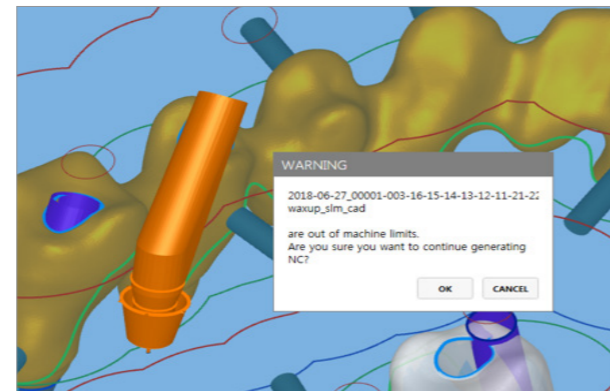 WARNING
2018-06-27_00001-003-16-15-14-13-12-11-21-22
waxup_slm_cad
are out of machine limits.
Are you sure you want to continue generating
NC?
OK CANCEL